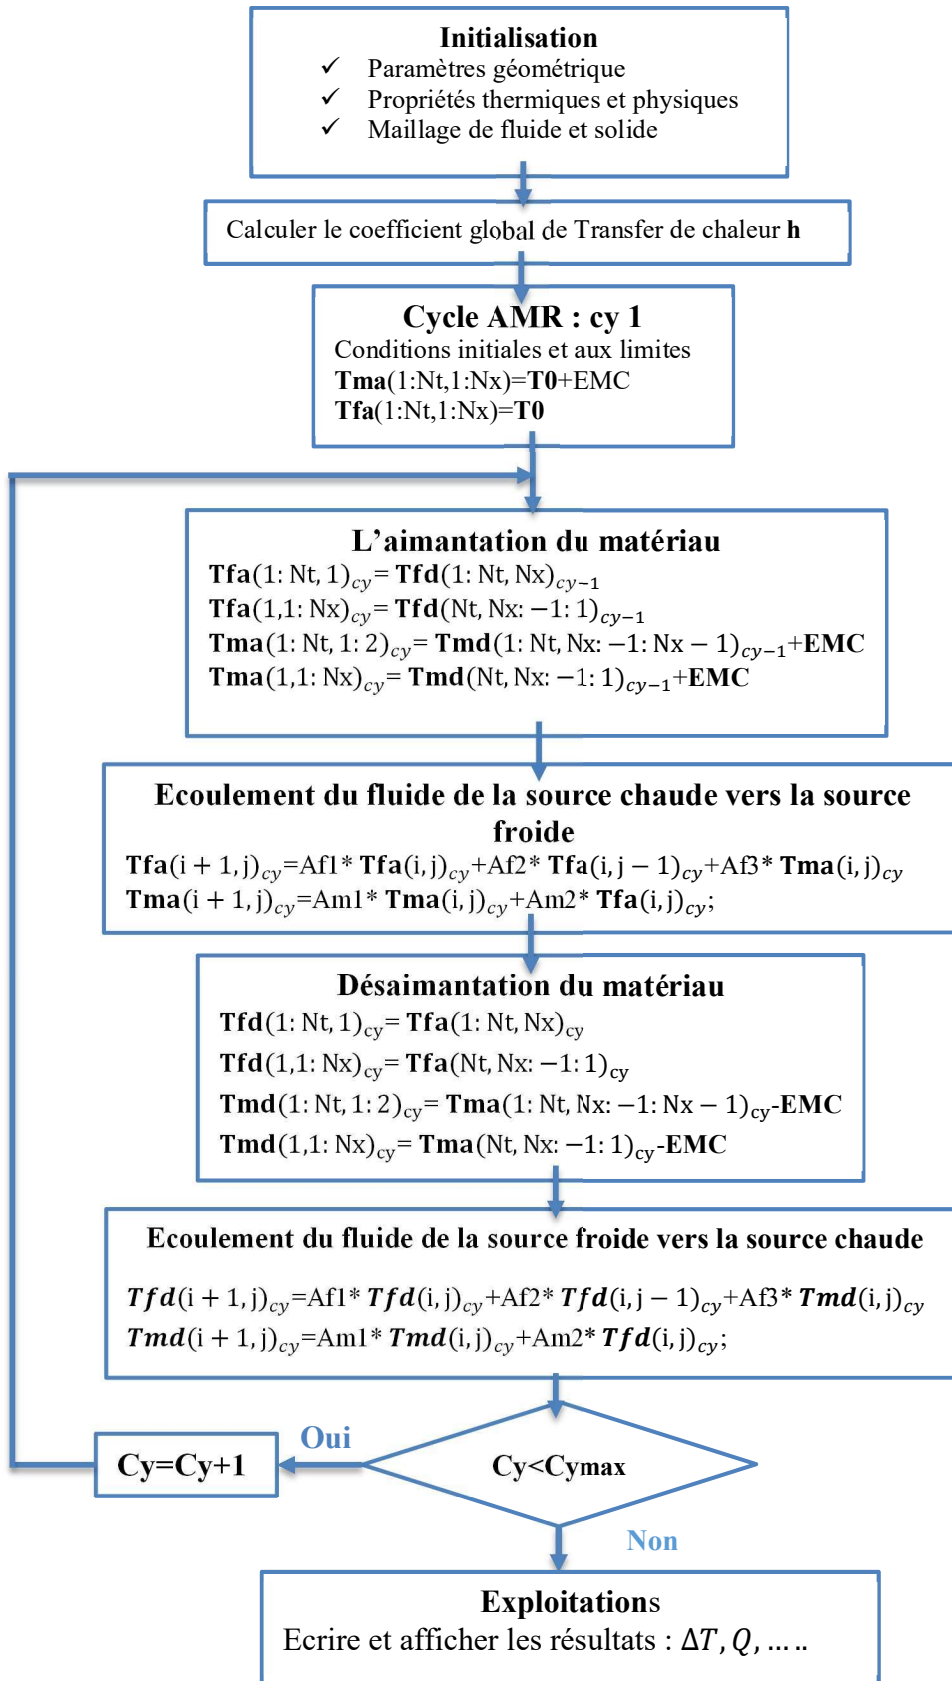 Initialisation
✓ Paramètres géométrique
✓ Propriétés thermiques et physiques
✓ Maillage de fluide et solide
Calculer le coefficient global de Transfer de chaleur h
Cycle AMR : cy 1
Conditions initiales et aux limites
Tma(1:Nt,1:Nx)=T0+EMC
Tfa(1:Nt,1:Nx)=T0
L’aimantation du matèriau
Tfa(1: Nt, 1)cy= Tfd(1: Nt, Nx)cy−1
Tfa(1,1: Nx)cy= Tfd(Nt, Nx: −1: 1)cy−1
Tma(1: Nt, 1: 2)cy= Tmd(1: Nt, Nx: −1: Nx − 1)cy−1+EMC
Tma(1,1: Nx)cy= Tmd(Nt, Nx: −1: 1)cy−1+EMC
Ecoulement du fluide de la source chaude vers la source
froide
Tfa(i + 1, j)cy=Af1* Tfa(i, j)cy+Af2* Tfa(i, j − 1)cy+Af3* Tma(i, j)cy
Tma(i + 1, j)cy=Am1* Tma(i, j)cy+Am2* Tfa(i, j)cy;
Désaimantation du matèriau
Tfd(1: Nt, 1)cy= Tfa(1: Nt, Nx)cy
Tfd(1,1: Nx)cy= Tfa(Nt, Nx: −1: 1)cy
Tmd(1: Nt, 1: 2)cy= Tma(1: Nt, Nx: −1: Nx − 1)cy-EMC
Tmd(1,1: Nx)cy= Tma(Nt, Nx: −1: 1)cy-EMC
Ecoulement du fluide de la source froide vers la source chaude
Tfd(i + 1, j)cy=Af1* Tfd(i, j)cy+Af2* Tfd(i, j − 1)cy+Af3* Tmd(i, j)cy
Tmd(i + 1, j)cy=Am1* Tmd(i, j)cy+Am2* Tfd(i, j)cy;
Oui
Cy=Cy+1
Cy<Cymax
Non
Exploitations
Ecrire et afficher les résultats : ΔT, Q, … ..